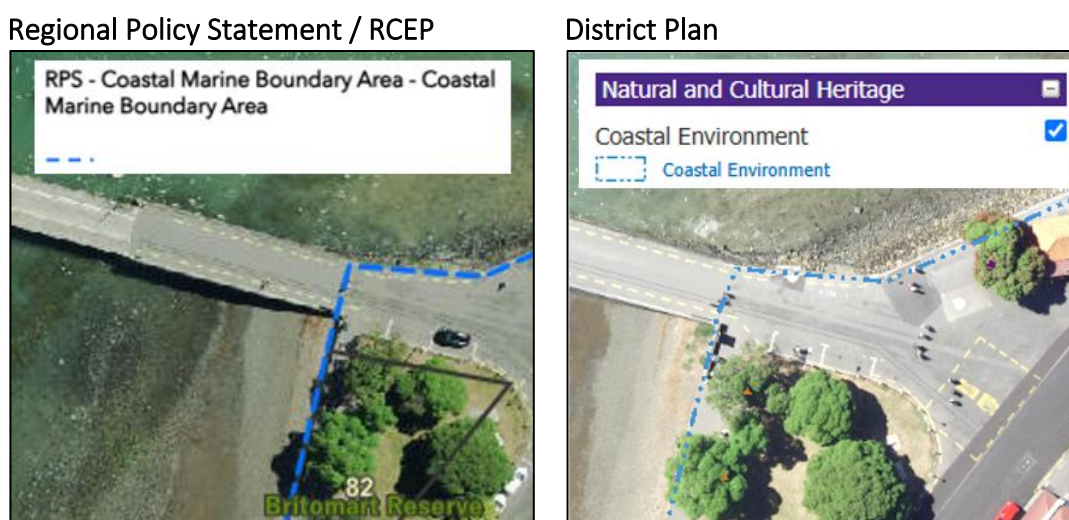 Regional Policy Statement / RCEP
District Plan
RPS - Coastal Marine Boundary Area - Coastal
Marine Boundary Area
Natural and Cultural Heritage
Coastal Environment
Coastal Environment
82
Britomart Reserve